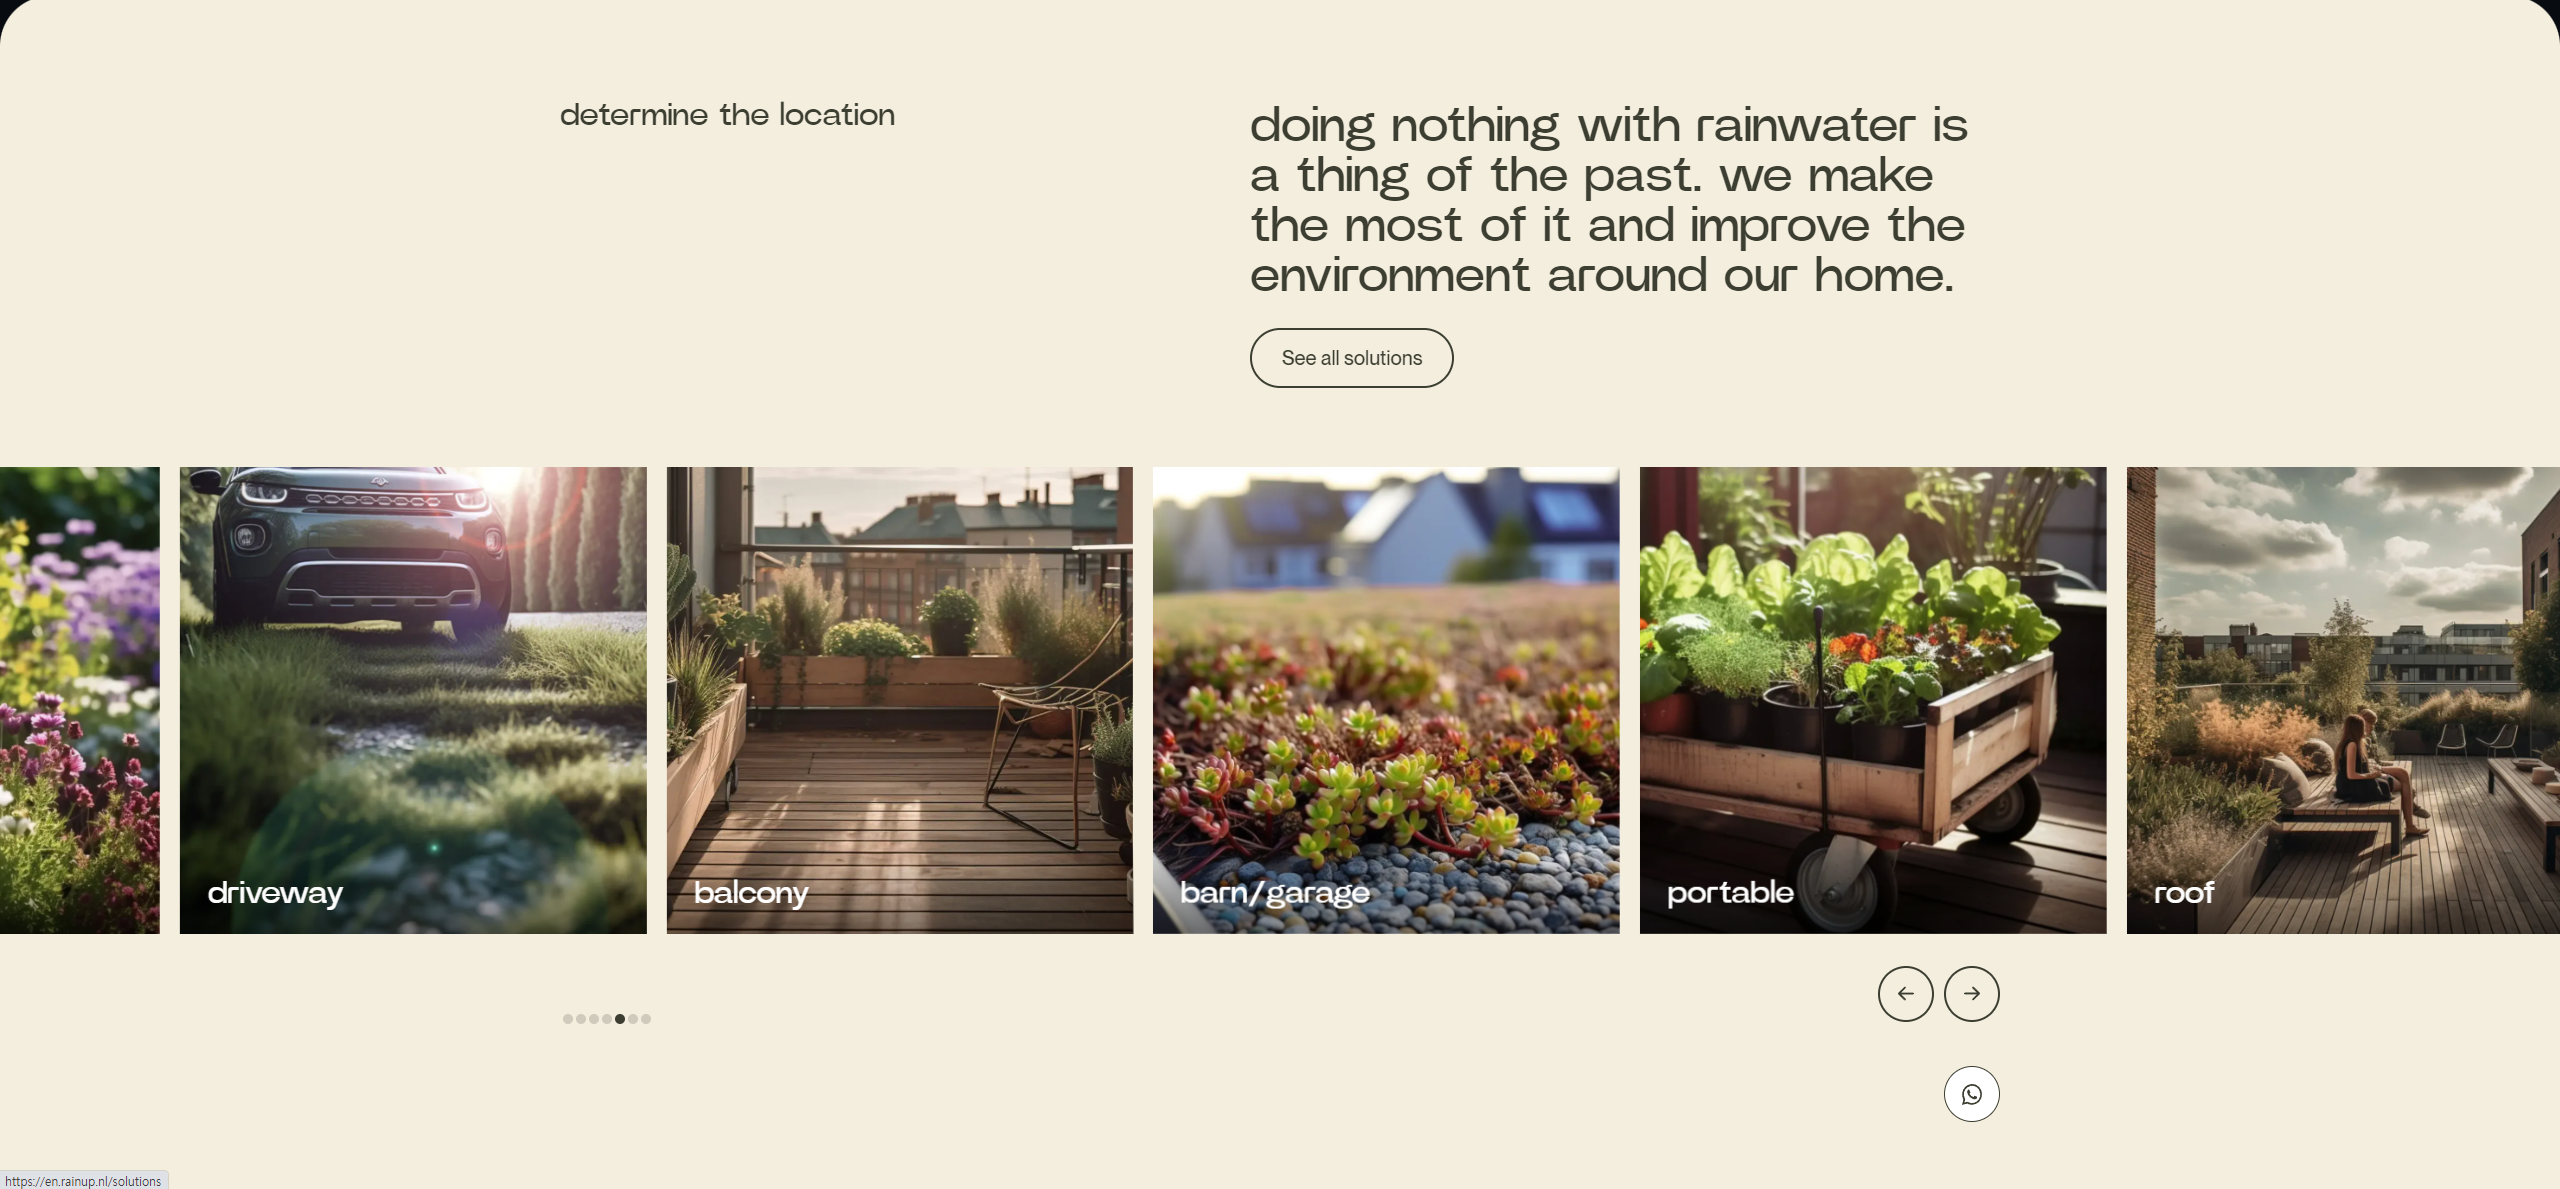 determine the location
doing nothing with rainwater is
a thing of the past. we make
the most of it and improve the
environment around our home.
See all solutions
driveway
balcony
barn/garage
portable
roof
https://en.rainup.nl/solutions